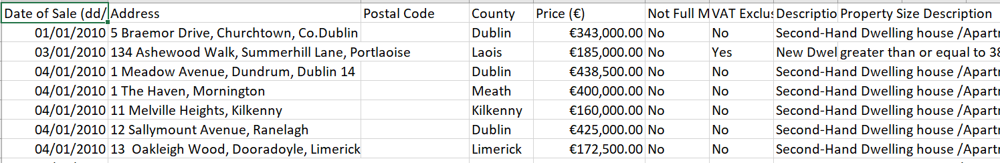 Date of Sale (dd/ Address Postal Code County Price (€) Not Full M VAT Exclus Descriptio Property Size Description
01/01/2010 5 Braemor Drive, Churchtown, Co.Dublin Dublin €343,000.00 No No Second-Hand Dwelling house /Apartm
03/01/2010 134 Ashewood Walk, Summerhill Lane, Portlaoise Laois €185,000.00 No Yes New Dwel greater than or equal to 38
04/01/2010 1 Meadow Avenue, Dundrum, Dublin 14 Dublin €438,500.00 No No Second-Hand Dwelling house /Apartm
04/01/2010 1 The Haven, Mornington Meath €400,000.00 No No Second-Hand Dwelling house /Apartm
04/01/2010 11 Melville Heights, Kilkenny Kilkenny €160,000.00 No No Second-Hand Dwelling house /Apartm
04/01/2010 12 Sallymount Avenue, Ranelagh Dublin €425,000.00 No No Second-Hand Dwelling house /Apartm
04/01/2010 13  Oakleigh Wood, Dooradoyle, Limerick Limerick €172,500.00 No No Second-Hand Dwelling house /Apartm